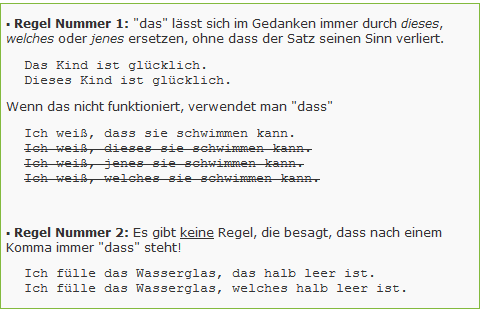 ▪ Regel Nummer 1: "das" lässt sich im Gedanken immer durch dieses,
welches oder jenes ersetzen, ohne dass der Satz seinen Sinn verliert.
Das Kind ist glücklich.
Dieses Kind ist glücklich.
Wenn das nicht funktioniert, verwendet man "dass"
Ich weiß, dass sie schwimmen kann.
Ich weiß, dieses sie schwimmen kann.
Ich weiß, jenes sie schwimmen kann.
Ich weiß, welches sie schwimmen kann.
▪ Regel Nummer 2: Es gibt keine Regel, die besagt, dass nach einem
Komma immer "dass" steht!
Ich fülle das Wasserglas, das halb leer ist.
Ich fülle das Wasserglas, welches halb leer ist.